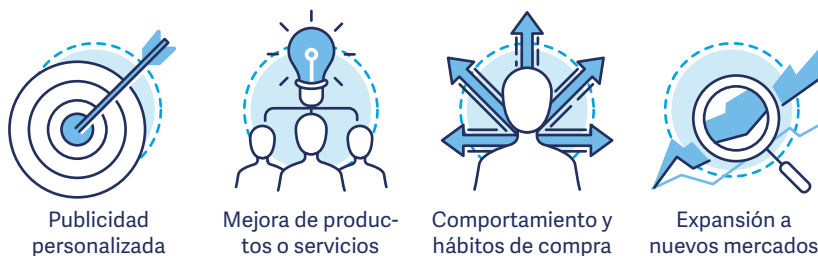 Publicidad
personalizada
Mejora de produc-
tos o servicios
Comportamiento y
hábitos de compra
Expansión a
nuevos mercados